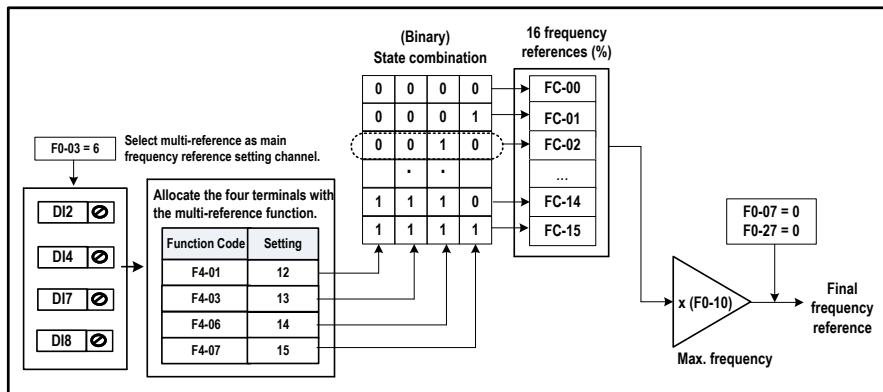 (Binary)
State combination
16 frequency
references (%)
0 0 0 0
FC-00
0 0 0 1
FC-01
0 0 1 0
FC-02
. .
...
1 1 1 0
FC-14
1 1 1 1
FC-15
F0-03 = 6
Select multi-reference as main
frequency reference setting channel.
DI2
DI4
DI7
DI8
Allocate the four terminals with
the multi-reference function.
Function Code Setting
F4-01 12
F4-03 13
F4-06 14
F4-07 15
F0-07 = 0
F0-27 = 0
x (F0-10)
Max. frequency
Final
frequency
reference